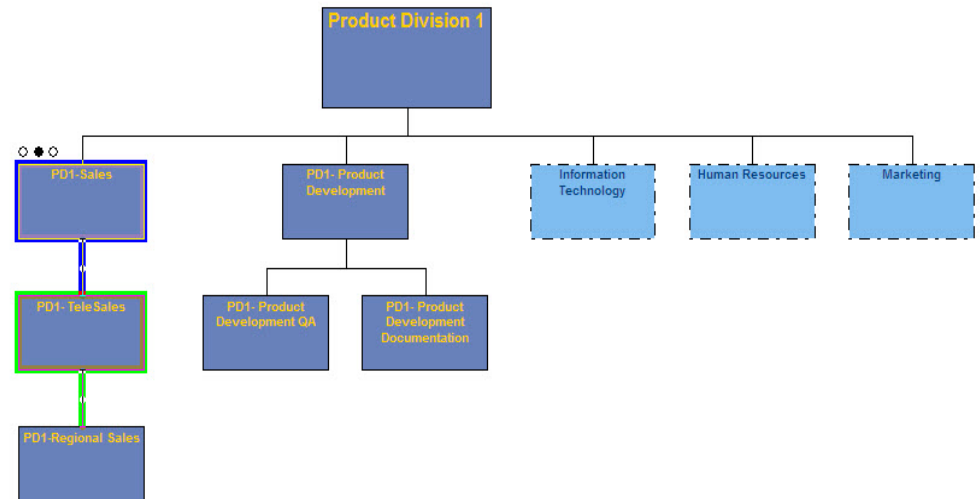 Product Division 1
PD1-Sales
PD1- Product
Development
Information
Technology
Human Resources
Marketing
PD1- TeleSales
PD1- Product
Development QA
PD1- Product
Development
Documentation
PD1-Regional Sales